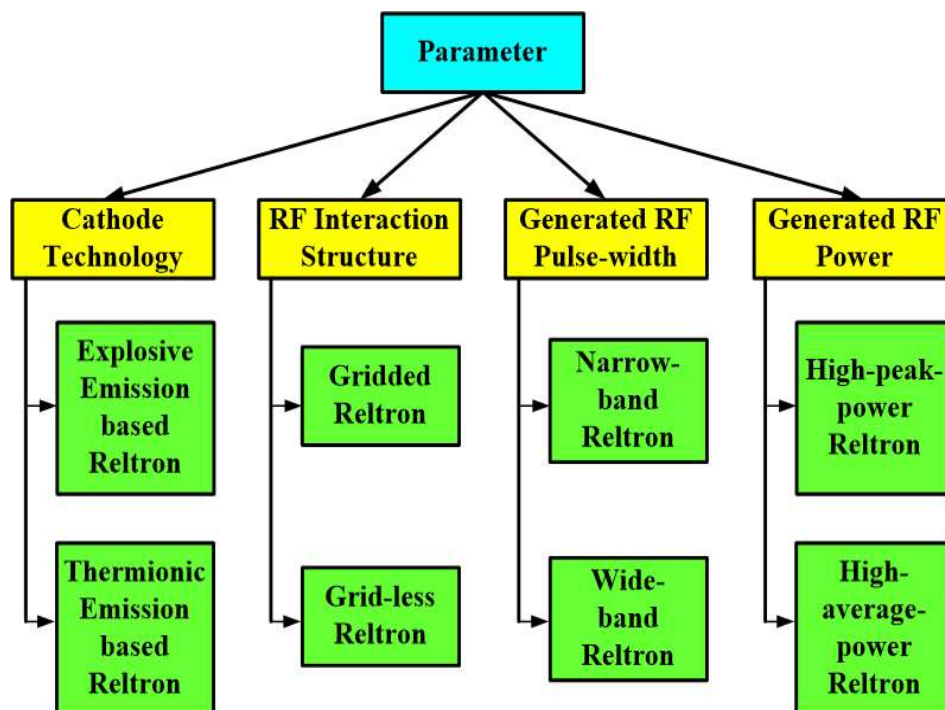 Parameter
Cathode
Technology
RF Interaction
Structure
Generated RF
Pulse-width
Generated RF
Power
Explosive
Emission
based
Reltron
Gridded
Reltron
Narrow-
band
Reltron
High-peak-
power
Reltron
Thermionic
Emission
based
Reltron
Grid-less
Reltron
Wide-
band
Reltron
High-
average-
power
Reltron